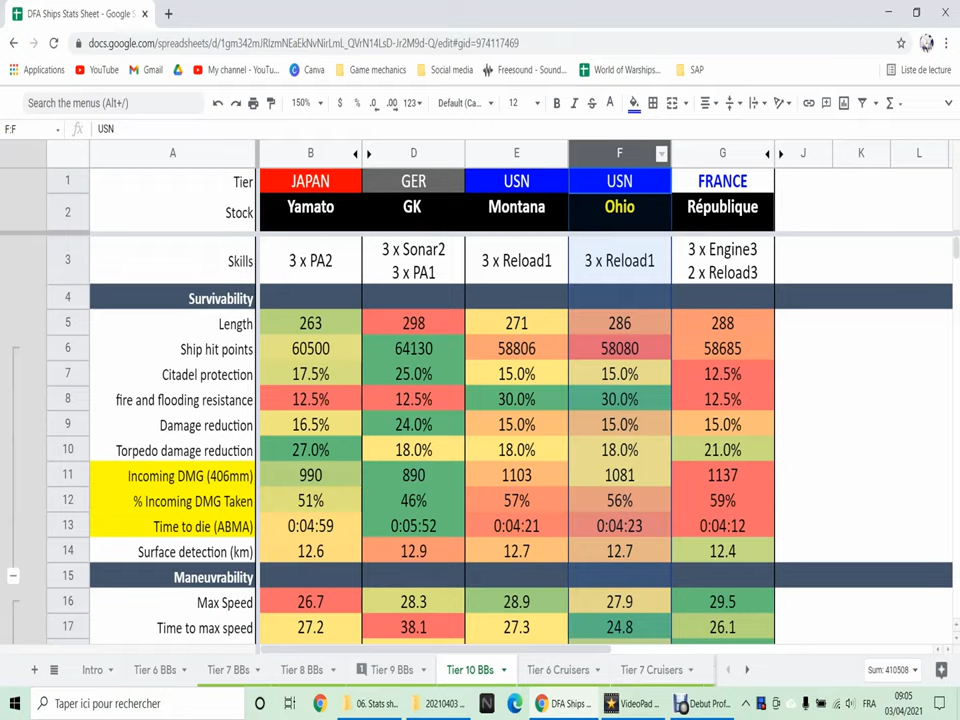 DFA Ships Stats Sheet - Google S
docs.google.com/spreadsheets/d/1gm342mJRIzmNEaEkNvNirLmL_QVrN14LsD-Jr2M9d-Q/edit#gid=974117469
Applications YouTube Gmail My channel - YouTu... Canva Game mechanics Social media Freesound - Soun... World of Warships... SAP Liste de lecture
Search the menus (Alt+/) 150% $ % .0 .00 123 Default (Ca... 12 B I S A
F:F fx USN
A B D E F G J K L
1 Tier JAPAN GER USN USN FRANCE
2 Stock Yamato GK Montana Ohio République
3 Skills 3 x PA2 3 x Sonar2 3 x PA1 3 x Reload1 3 x Reload1 3 x Engine3 2 x Reload3
4 Survivability
5 Length 263 298 271 286 288
6 Ship hit points 60500 64130 58806 58080 58685
7 Citadel protection 17.5% 25.0% 15.0% 15.0% 12.5%
8 fire and flooding resistance 12.5% 12.5% 30.0% 30.0% 12.5%
9 Damage reduction 16.5% 24.0% 15.0% 15.0% 15.0%
10 Torpedo damage reduction 27.0% 18.0% 18.0% 18.0% 21.0%
11 Incoming DMG (406mm) 990 890 1103 1081 1137
12 % Incoming DMG Taken 51% 46% 57% 56% 59%
13 Time to die (ABMA) 0:04:59 0:05:52 0:04:21 0:04:23 0:04:12
14 Surface detection (km) 12.6 12.9 12.7 12.7 12.4
15 Maneuvrability
16 Max Speed 26.7 28.3 28.9 27.9 29.5
17 Time to max speed 27.2 38.1 27.3 24.8 26.1
Intro Tier 6 BBs Tier 7 BBs Tier 8 BBs 1 Tier 9 BBs Tier 10 BBs Tier 6 Cruisers Tier 7 Cruisers Sum: 410508
Taper ici pour rechercher 06. Stats sh... 20210403 ... DFA Ships ... VideoPad ... Debut Prof... FRA 09:05
03/04/2021